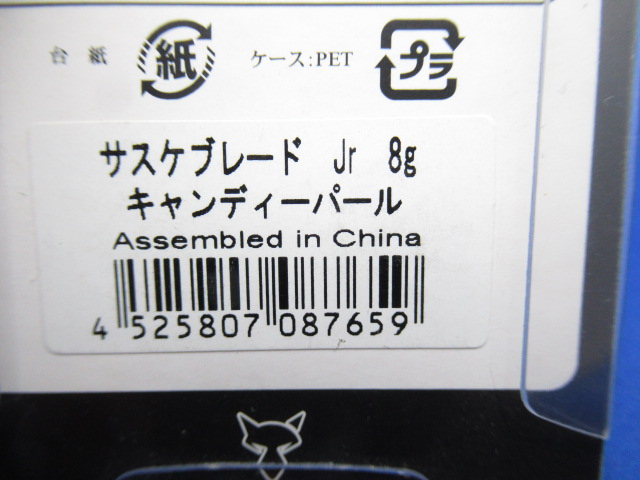 台 紙 紙 ケース:PET プラ
サスケブレード Jr 8g
キャンディーパール
Assembled in China
4 525807 087659